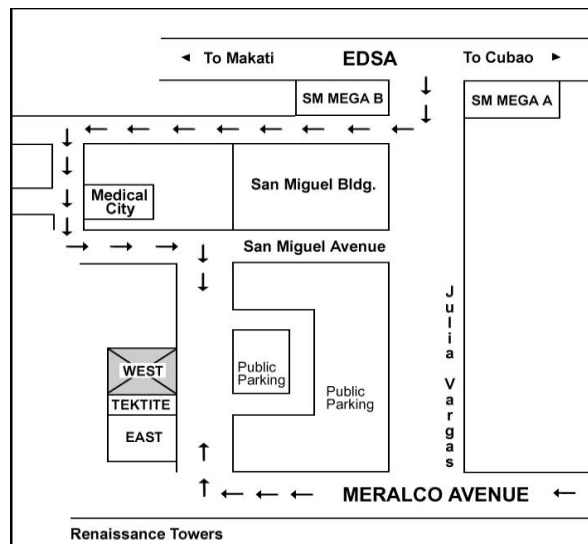 To Makati
EDSA
To Cubao
SM MEGA B
SM MEGA A
Medical
City
San Miguel Bldg.
San Miguel Avenue
Julia Vargas
WEST
TEKTITE
EAST
Public
Parking
Public
Parking
MERALCO AVENUE
Renaissance Towers